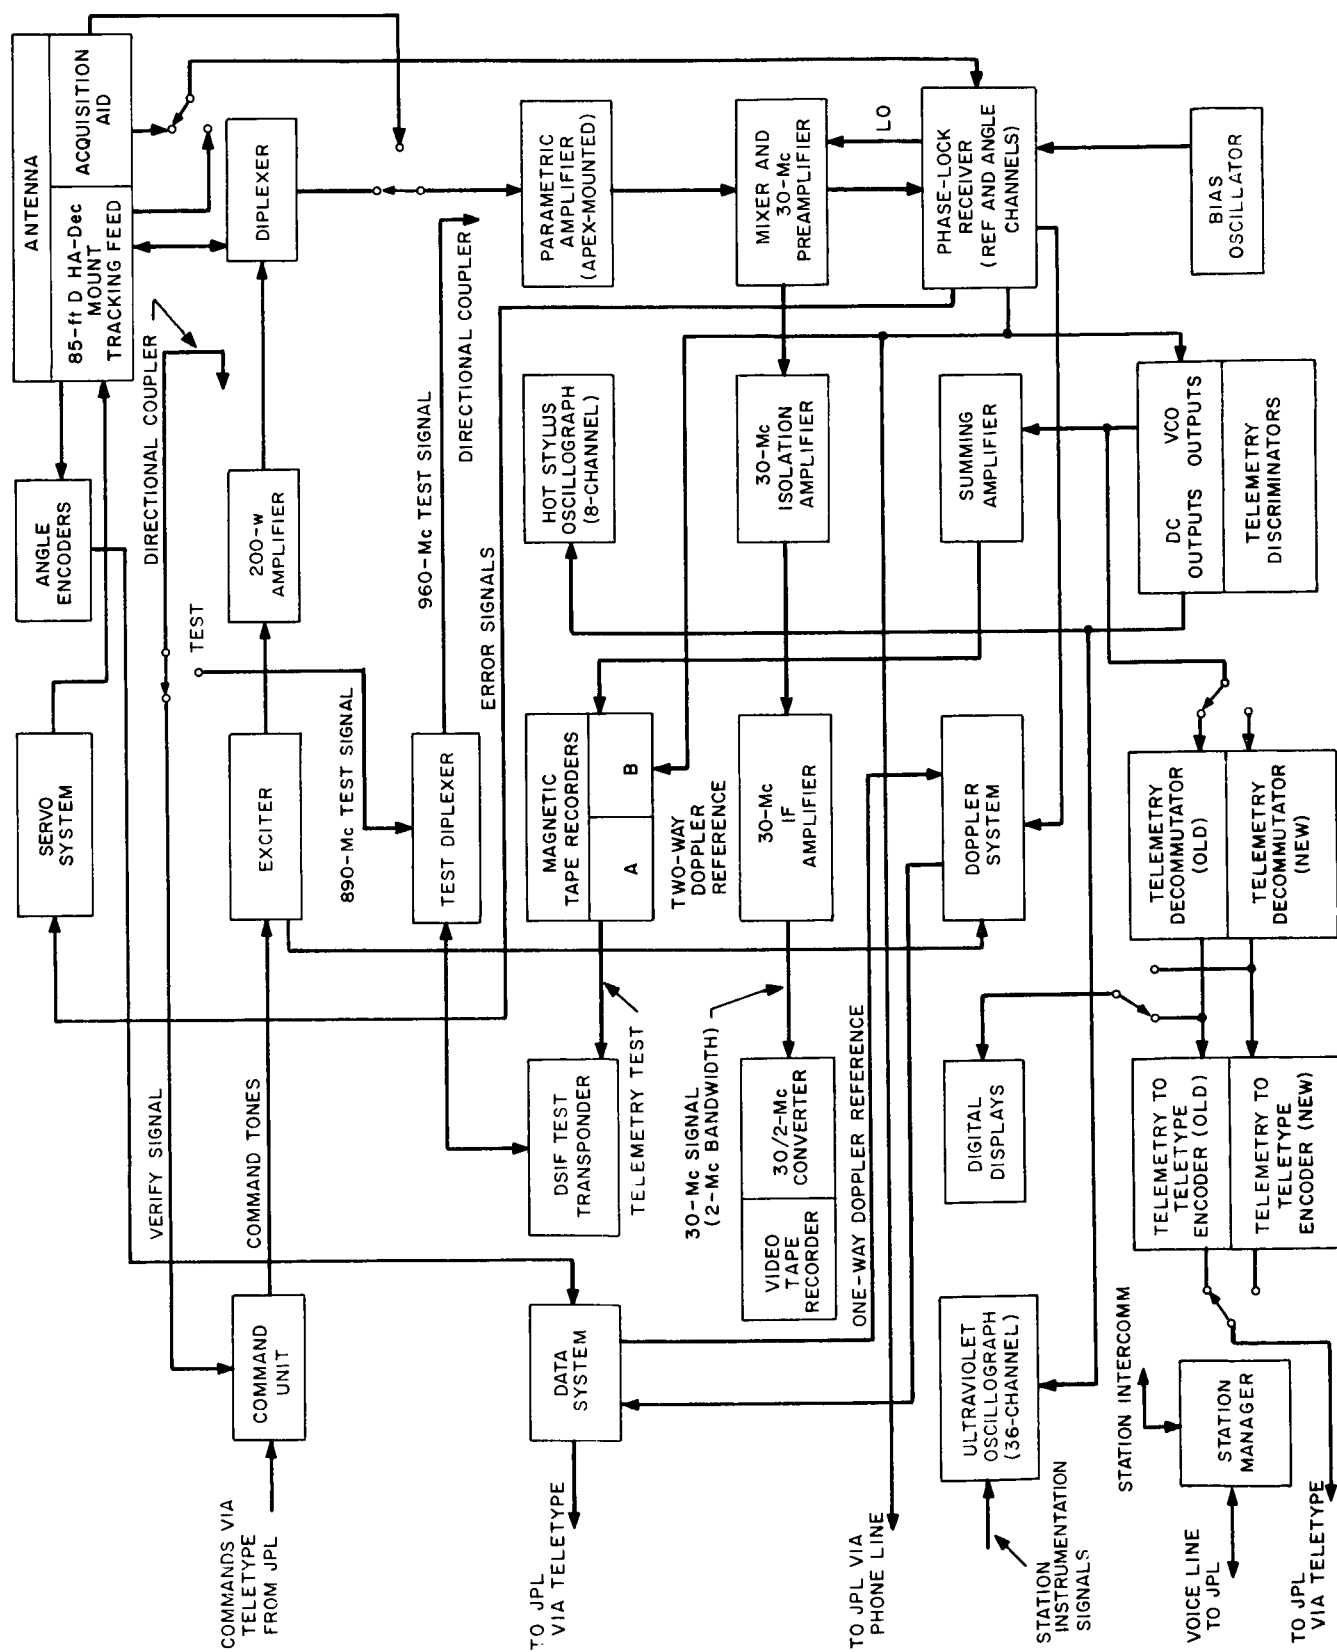 ANTENNA
85-ft D HA-Dec
MOUNT
TRACKING FEED
ACQUISITION
AID
ANGLE
ENCODERS
SERVO
SYSTEM
DIRECTIONAL COUPLER
TEST
VERIFY SIGNAL
DIPLEXER
200-w
AMPLIFIER
EXCITER
COMMAND TONES
COMMAND
UNIT
COMMANDS VIA
TELETYPE
FROM JPL
890-Mc TEST SIGNAL
960-Mc TEST SIGNAL
DIRECTIONAL COUPLER
TEST DIPLEXER
ERROR SIGNALS
PARAMETRIC
AMPLIFIER
(APEX-MOUNTED)
HOT STYLUS
OSCILLOGRAPH
(8-CHANNEL)
MAGNETIC
TAPE RECORDERS
A
B
DSIF TEST
TRANSPONDER
TELEMETRY TEST
DATA
SYSTEM
TO JPL
VIA TELETYPE
TWO-WAY
DOPPLER
REFERENCE
MIXER AND
30-Mc
PREAMPLIFIER
30-Mc
ISOLATION
AMPLIFIER
30-Mc
IF
AMPLIFIER
30-Mc SIGNAL
(2-Mc BANDWIDTH)
30/2-Mc
CONVERTER
VIDEO
TAPE
RECORDER
LO
ONE-WAY DOPPLER REFERENCE
TO JPL VIA
PHONE LINE
PHASE-LOCK
RECEIVER
(REF AND ANGLE
CHANNELS)
SUMMING
AMPLIFIER
DOPPLER
SYSTEM
DIGITAL
DISPLAYS
ULTRAVIOLET
OSCILLOGRAPH
(36-CHANNEL)
STATION
INSTRUMENTATION
SIGNALS
BIAS
OSCILLATOR
DC VCO
OUTPUTS OUTPUTS
TELEMETRY
DISCRIMINATORS
TELEMETRY
DECOMMUTATOR
(OLD)
TELEMETRY
DECOMMUTATOR
(NEW)
TELEMETRY TO
TELETYPE
ENCODER (OLD)
TELEMETRY TO
TELETYPE
ENCODER (NEW)
STATION INTERCOMM
STATION
MANAGER
VOICE LINE
TO JPL
TO JPL
VIA TELETYPE